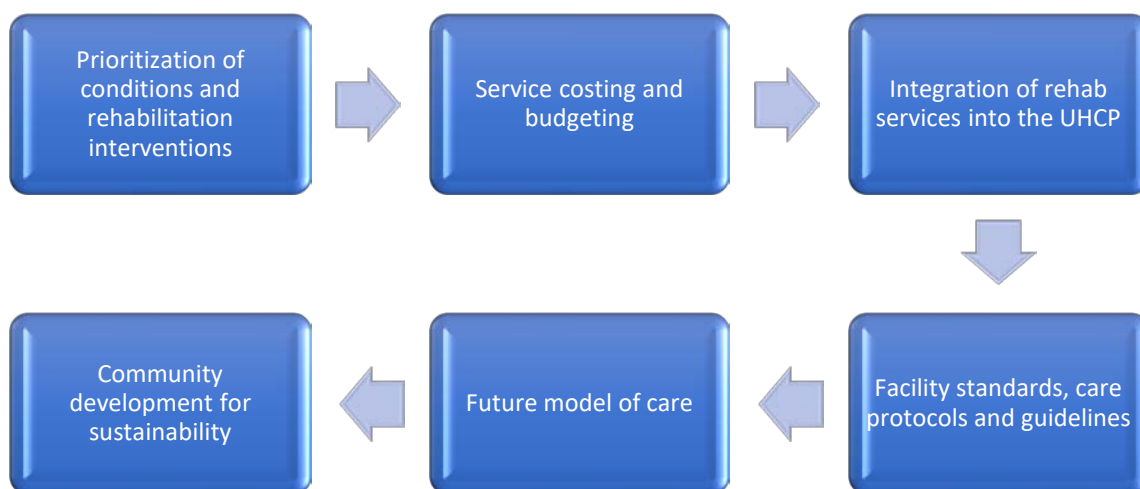 Prioritization of
conditions and
rehabilitation
interventions
Service costing and
budgeting
Integration of rehab
services into the UHCP
Facility standards, care
protocols and guidelines
Future model of care
Community
development for
sustainability